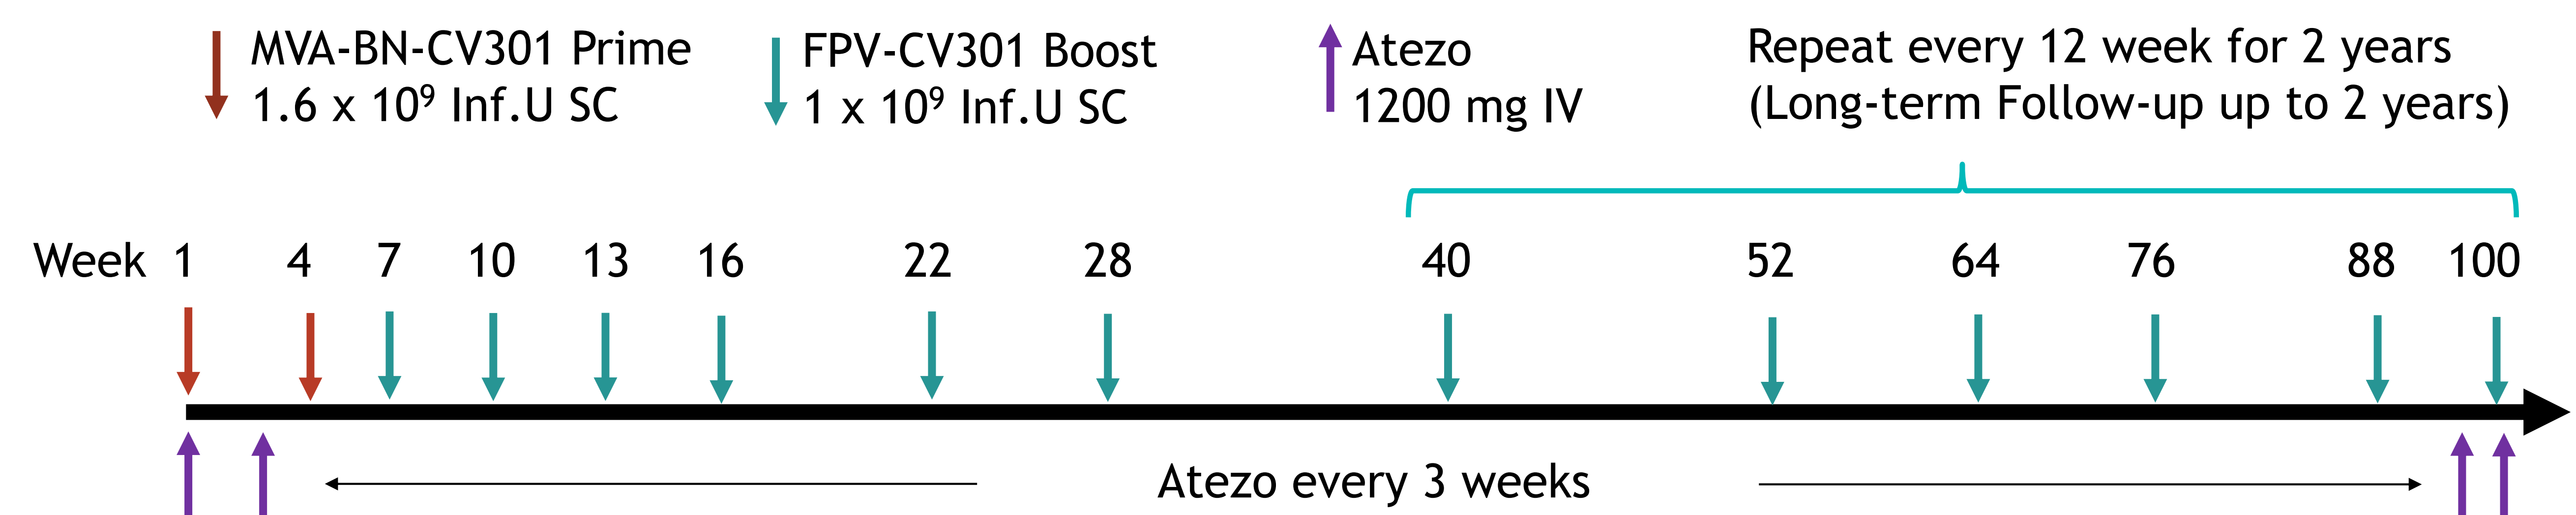 MVA-BN-CV301 Prime
1.6 x 10⁹ Inf.U SC
FPV-CV301 Boost
1 x 10⁹ Inf.U SC
Atezo
1200 mg IV
Repeat every 12 week for 2 years
(Long-term Follow-up up to 2 years)
Week 1 4 7 10 13 16 22 28 40 52 64 76 88 100
Atezo every 3 weeks